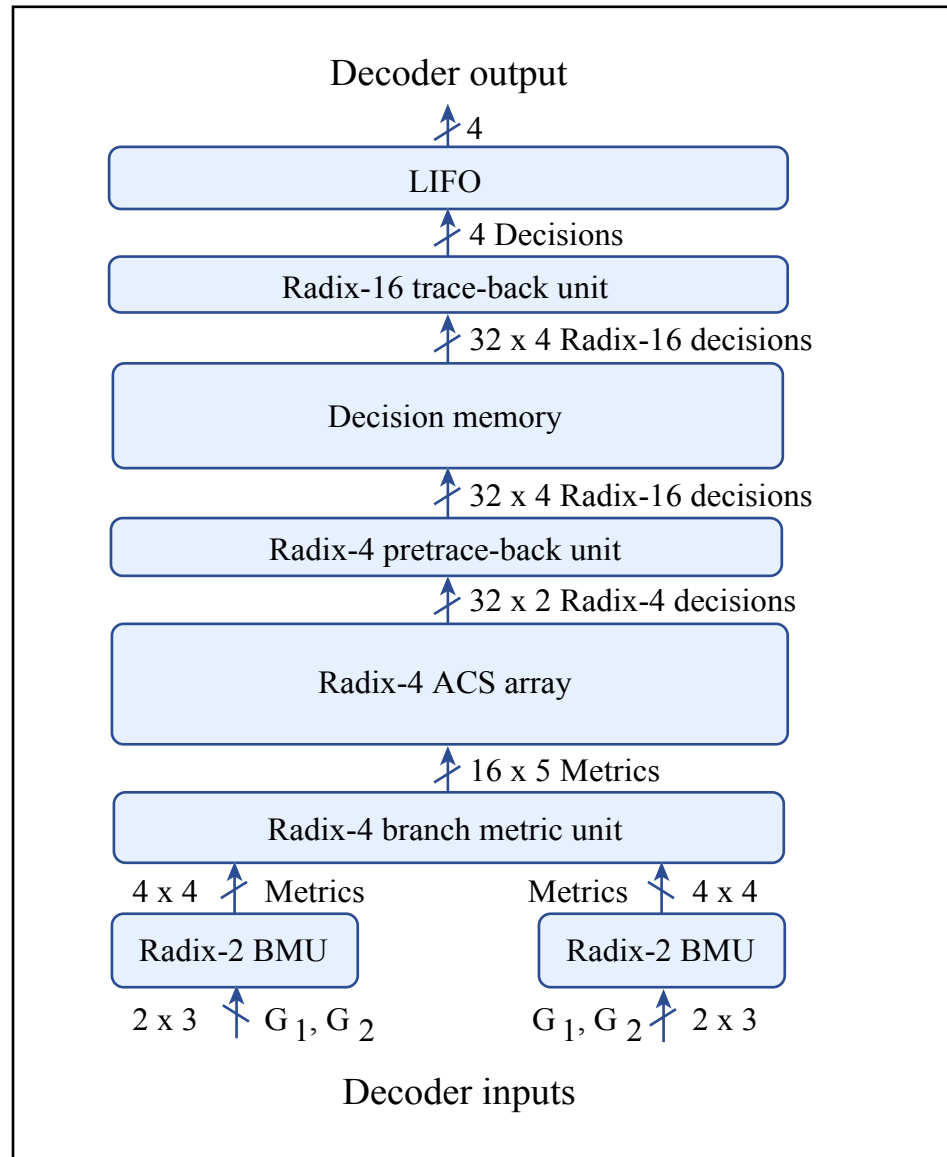 Decoder output
4
LIFO
4 Decisions
Radix-16 trace-back unit
32 x 4 Radix-16 decisions
Decision memory
32 x 4 Radix-16 decisions
Radix-4 pretrace-back unit
32 x 2 Radix-4 decisions
Radix-4 ACS array
16 x 5 Metrics
Radix-4 branch metric unit
4 x 4 Metrics Metrics 4 x 4
Radix-2 BMU Radix-2 BMU
2 x 3 G 1, G 2 G 1, G 2 2 x 3
Decoder inputs